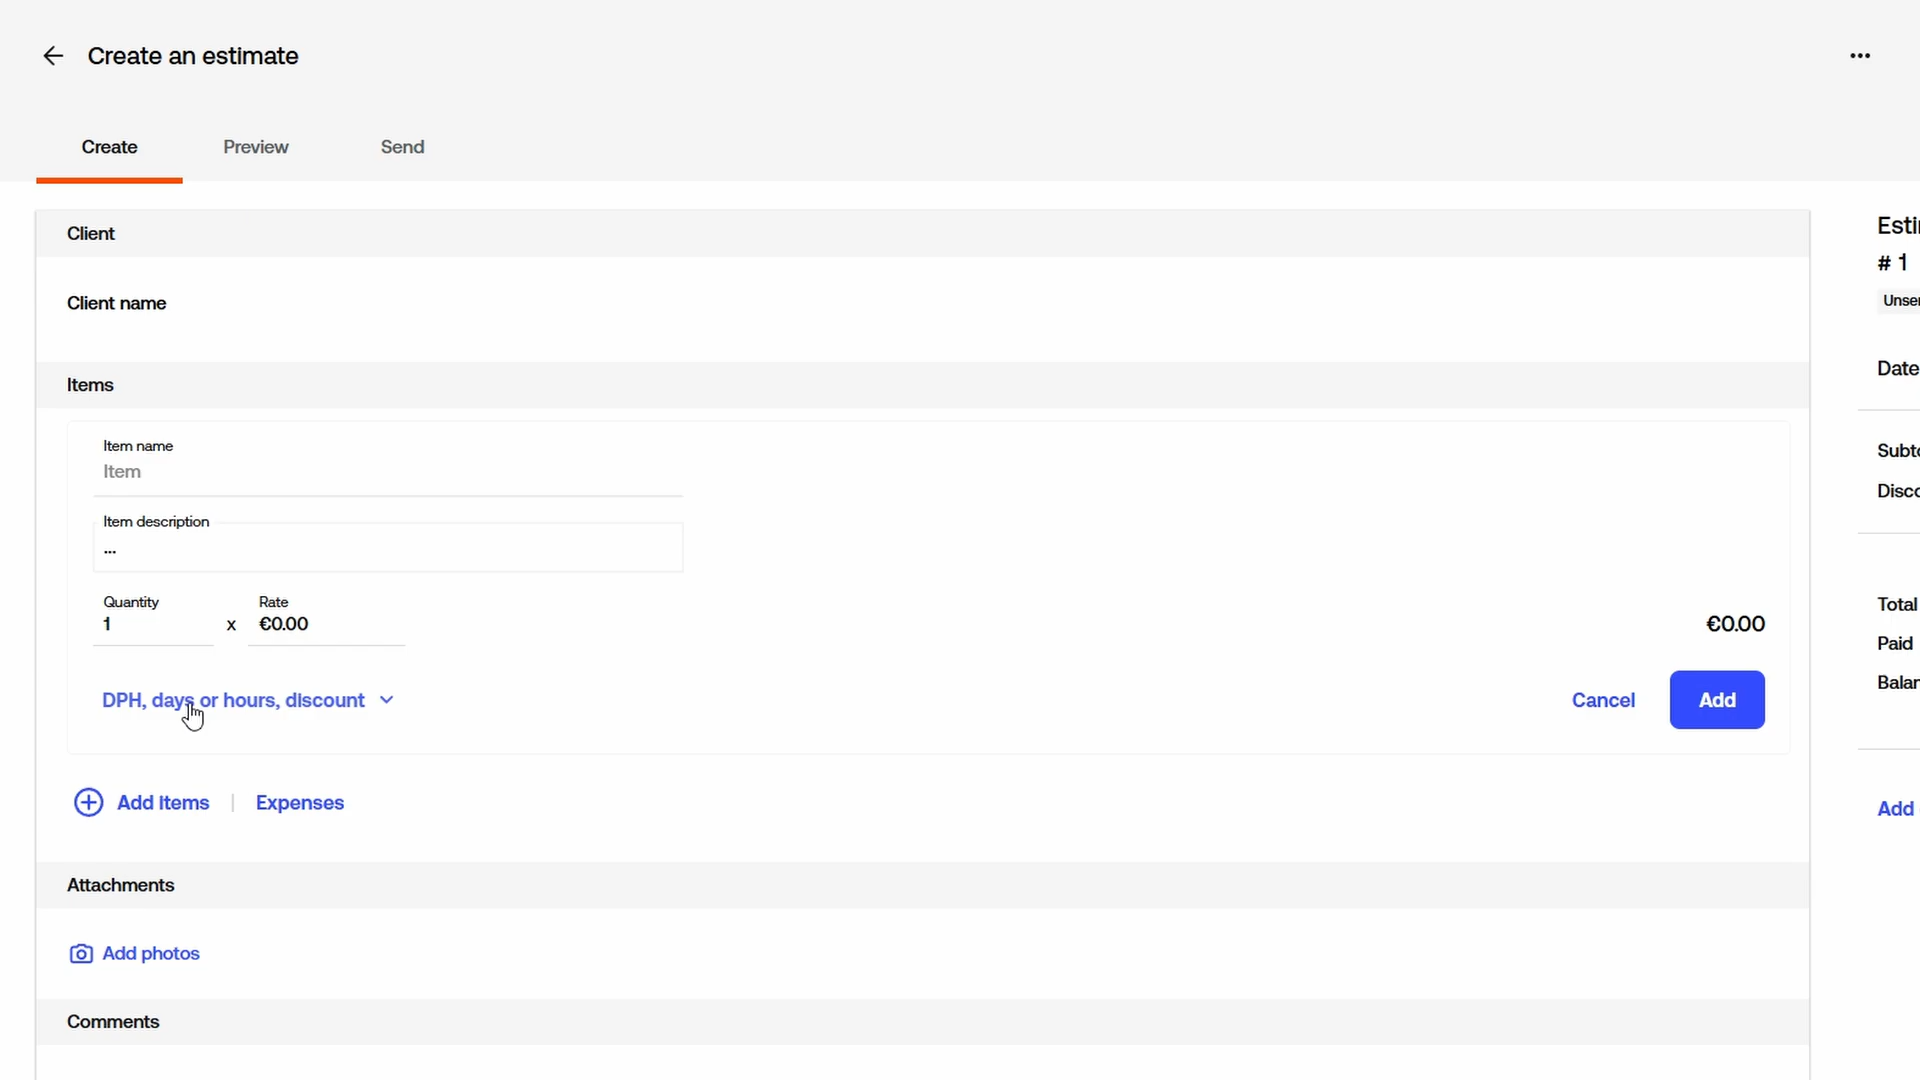 Create an estimate
Create
Preview
Send
Client
Client name
Items
Item name
Item
Item description
...
Quantity
1
x
Rate
€0.00
€0.00
DPH, days or hours, discount
Cancel
Add
Add Items
Expenses
Attachments
Add photos
Comments
# 1
Date
Total
Paid
Add